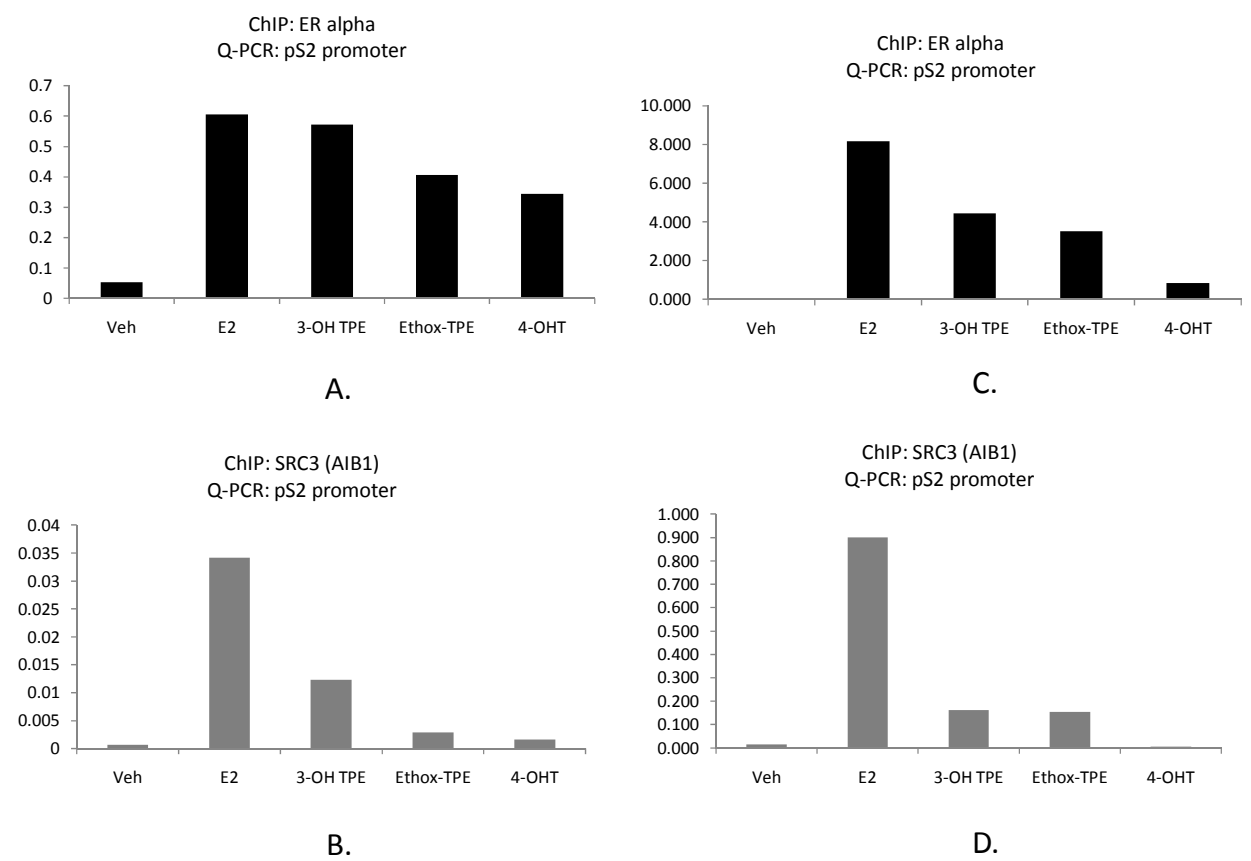 ChIP: ER alpha
Q-PCR: pS2 promoter
0.7
0.6
0.5
0.4
0.3
0.2
0.1
0
Veh E2 3-OH TPE Ethox-TPE 4-OHT
A.
ChIP: ER alpha
Q-PCR: pS2 promoter
10.000
8.000
6.000
4.000
2.000
0.000
Veh E2 3-OH TPE Ethox-TPE 4-OHT
C.
ChIP: SRC3 (AIB1)
Q-PCR: pS2 promoter
0.04
0.035
0.03
0.025
0.02
0.015
0.01
0.005
0
Veh E2 3-OH TPE Ethox-TPE 4-OHT
B.
ChIP: SRC3 (AIB1)
Q-PCR: pS2 promoter
1.000
0.900
0.800
0.700
0.600
0.500
0.400
0.300
0.200
0.100
0.000
Veh E2 3-OH TPE Ethox-TPE 4-OHT
D.